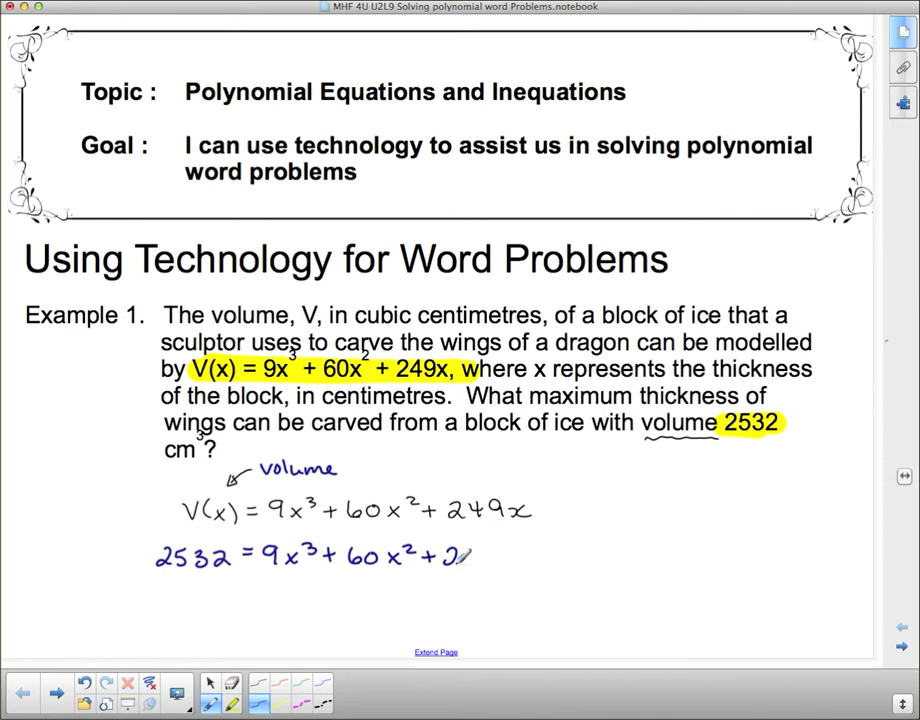 MHF 4U U2L9 Solving polynomial word Problems.notebook
Topic : Polynomial Equations and Inequations
Goal : I can use technology to assist us in solving polynomial
word problems
Using Technology for Word Problems
Example 1. The volume, V, in cubic centimetres, of a block of ice that a
sculptor uses to carve the wings of a dragon can be modelled
by V(x) = 9x³ + 60x² + 249x, where x represents the thickness
of the block, in centimetres. What maximum thickness of
wings can be carved from a block of ice with volume 2532
cm³?
volume
V(x) = 9x³ + 60x² + 249x
2532 = 9x³ + 60x² + 2
Extend Page